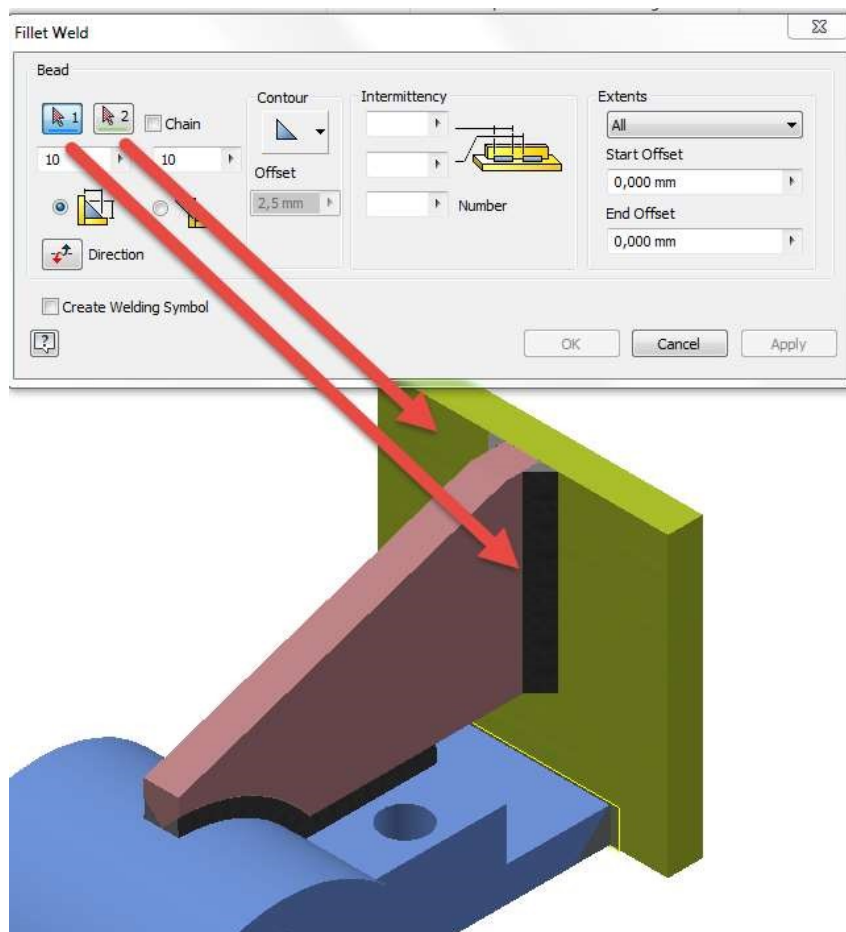 Fillet Weld
Bead
1
2
Chain
10
10
Direction
Contour
Offset
2,5 mm
Intermittency
Number
Extents
All
Start Offset
0,000 mm
End Offset
0,000 mm
Create Welding Symbol
?
OK
Cancel
Apply